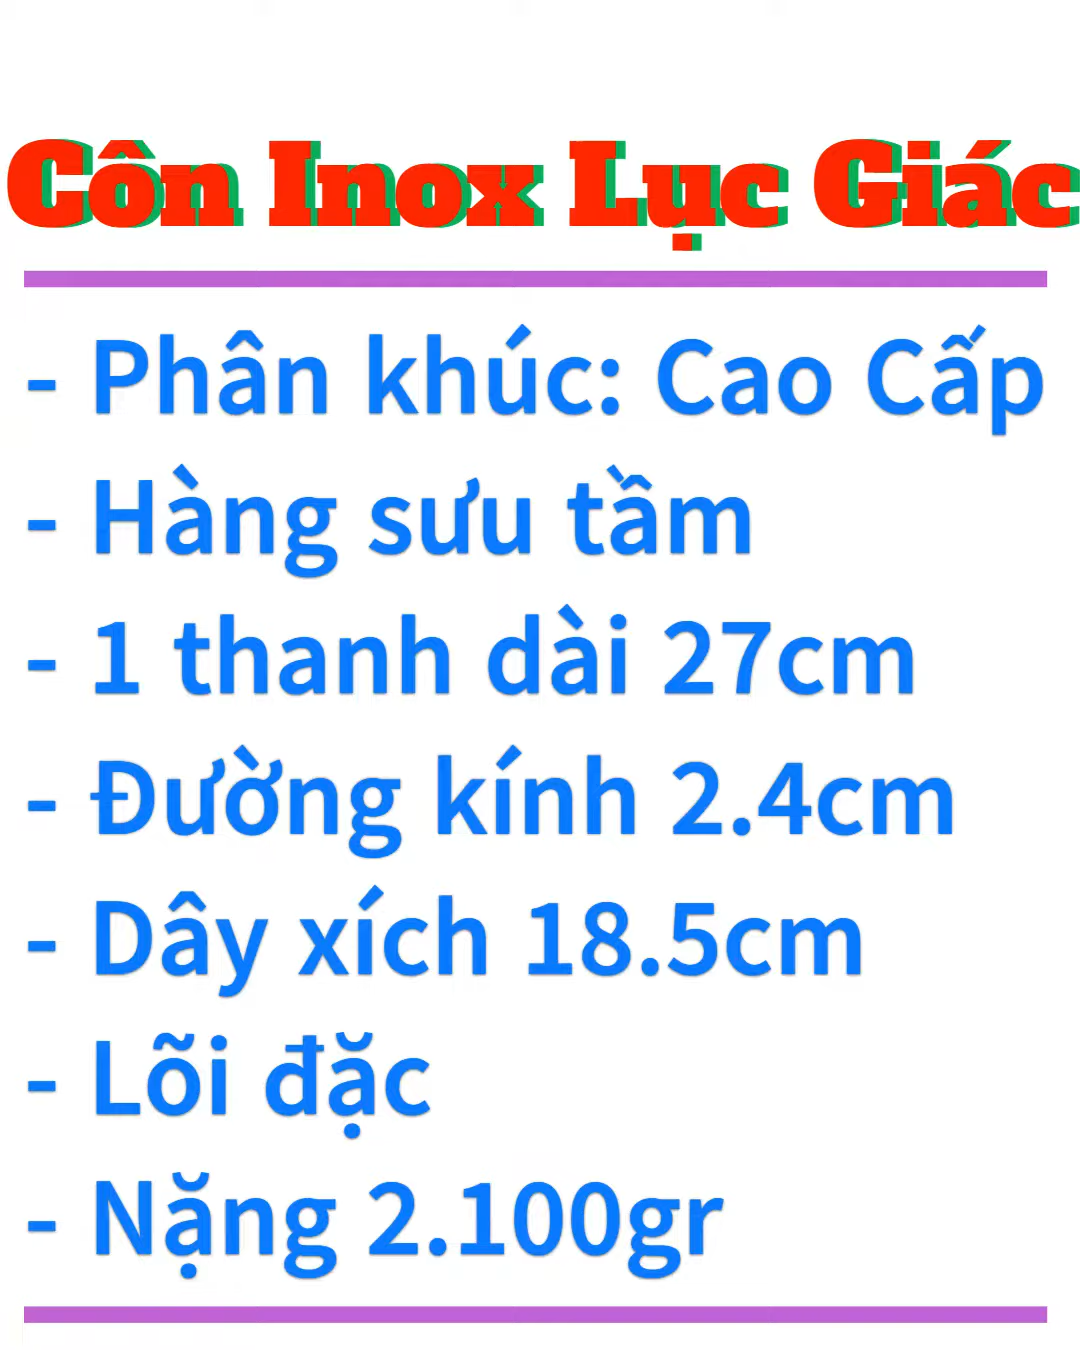 Côn Inox Lục Giác
- Phân khúc: Cao Cấp
- Hàng sưu tầm
- 1 thanh dài 27cm
- Đường kính 2.4cm
- Dây xích 18.5cm
- Lõi đặc
- Nặng 2.100gr